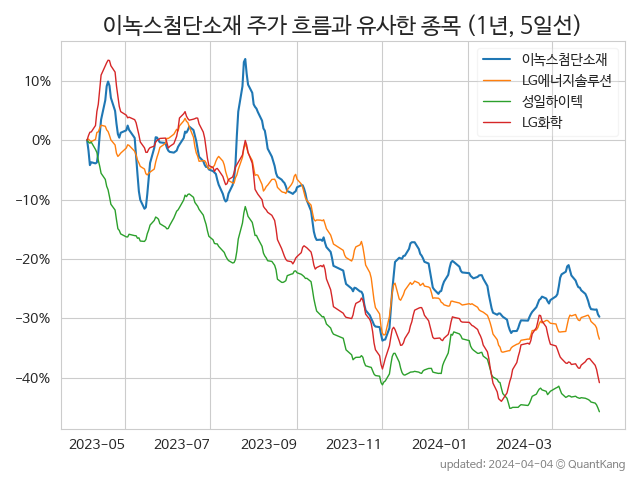 이녹스첨단소재 주가 흐름과 유사한 종목 (1년, 5일선)
이녹스첨단소재
LG에너지솔루션
성일하이텍
LG화학
10%
0%
−10%
−20%
−30%
−40%
2023−05
2023−07
2023−09
2023−11
2024−01
2024−03
updated: 2024-04-04 © QuantKang